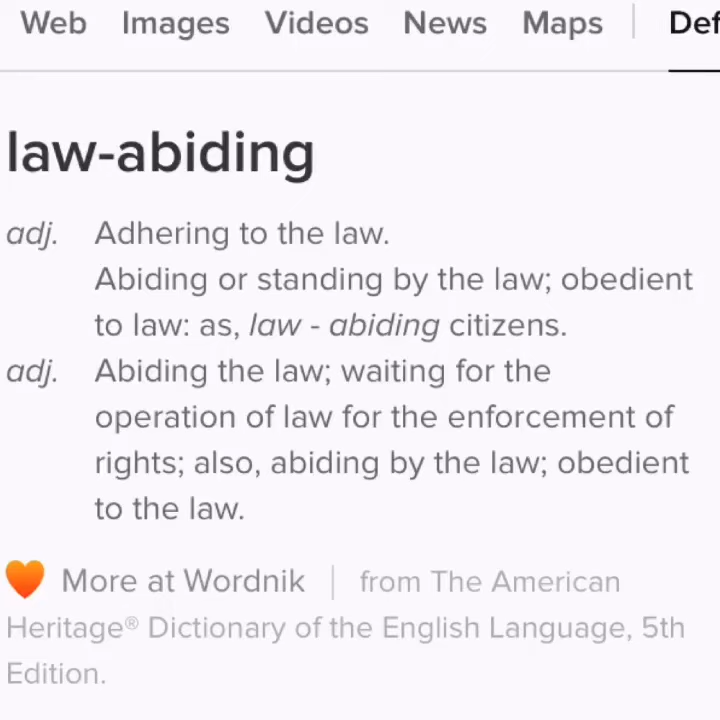 Web Images Videos News Maps | Def
law-abiding
adj. Adhering to the law.
Abiding or standing by the law; obedient
to law: as, law - abiding citizens.
adj. Abiding the law; waiting for the
operation of law for the enforcement of
rights; also, abiding by the law; obedient
to the law.
More at Wordnik | from The American
Heritage® Dictionary of the English Language, 5th
Edition.